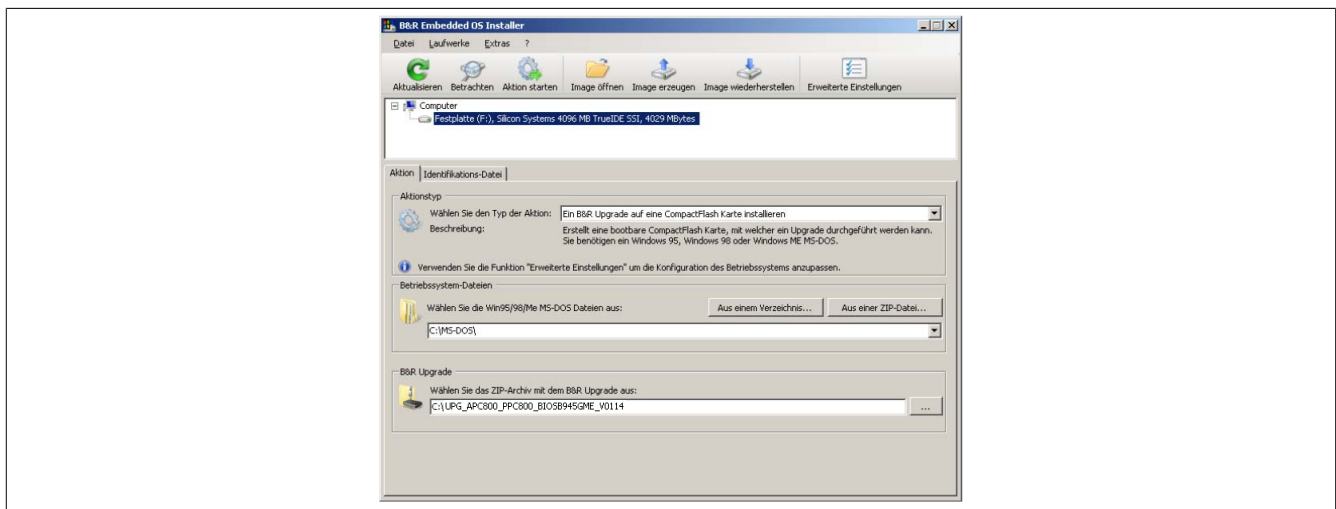 B&R Embedded OS Installer
Datei Laufwerke Extras ?
Aktualisieren Betrachten Aktion starten Image öffnen Image erzeugen Image wiederherstellen Erweiterte Einstellungen
Computer
Festplatte (F:), Silicon Systems 4096 MB TrueIDE SSI, 4029 MBytes
Aktion Identifikations-Datei
Aktionstyp
Wählen Sie den Typ der Aktion: Ein B&R Upgrade auf eine CompactFlash Karte installieren
Beschreibung: Erstellt eine bootbare CompactFlash Karte, mit welcher ein Upgrade durchgeführt werden kann.
Sie benötigen ein Windows 95, Windows 98 oder Windows ME MS-DOS.
Verwenden Sie die Funktion "Erweiterte Einstellungen" um die Konfiguration des Betriebssystems anzupassen.
Betriebssystem-Dateien
Wählen Sie die Win95/98/Me MS-DOS Dateien aus: Aus einem Verzeichnis... Aus einer ZIP-Datei...
C:\MS-DOS\
B&R Upgrade
Wählen Sie das ZIP-Archiv mit dem B&R Upgrade aus:
C:\UPG_APC800_PPC800_BIOSB945GME_V0114 ...